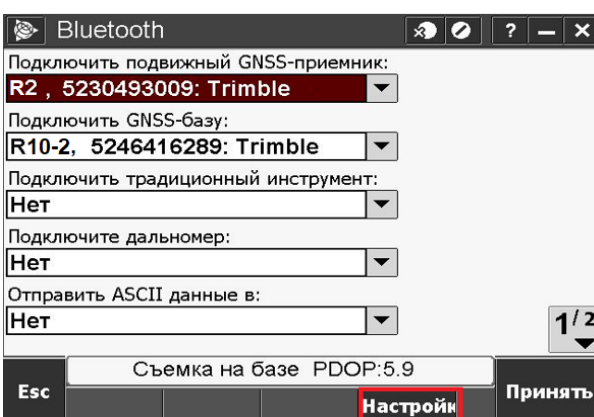 Bluetooth ? – ×
Подключить подвижный GNSS-приемник:
R2 , 5230493009: Trimble
Подключить GNSS-базу:
R10-2, 5246416289: Trimble
Подключить традиционный инструмент:
Нет
Подключите дальномер:
Нет
Отправить ASCII данные в:
Нет
1/2
Съемка на базе PDOP:5.9
Esc Настройк Принять